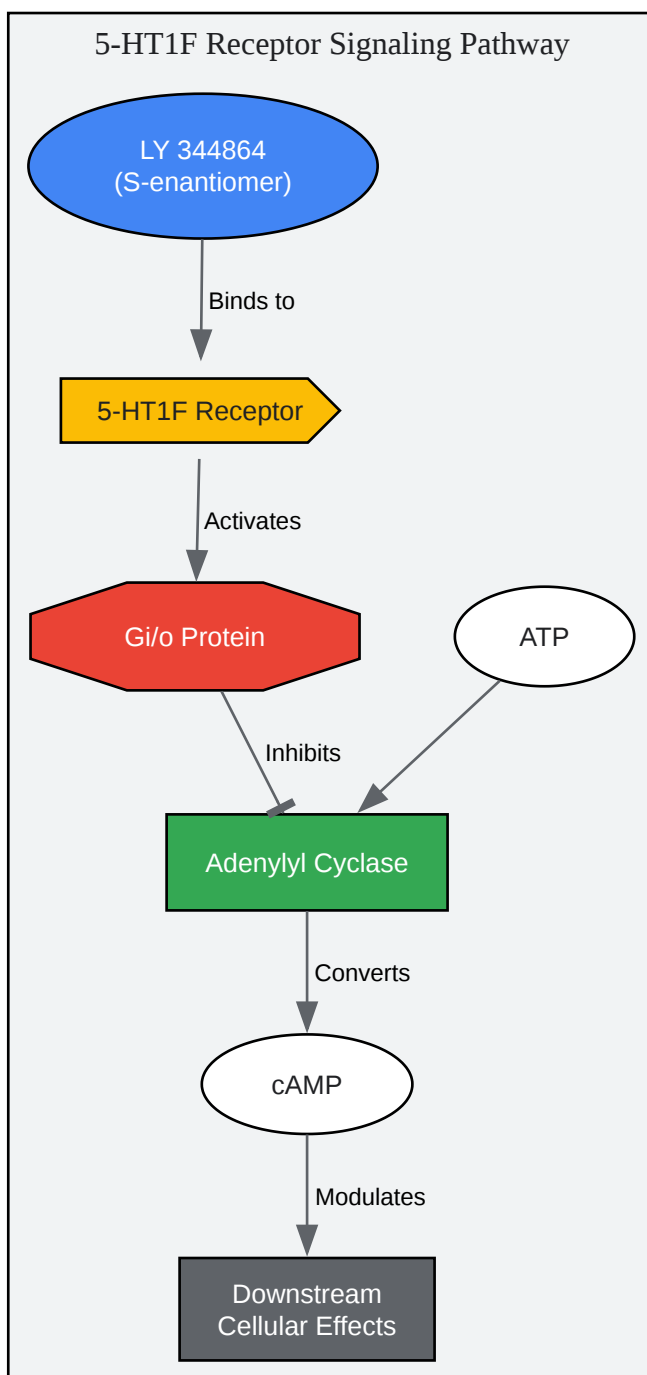 5-HT1F Receptor Signaling Pathway
LY 344864
(S-enantiomer)
Binds to
5-HT1F Receptor
Activates
Gi/o Protein
ATP
Inhibits
Adenylyl Cyclase
Converts
cAMP
Modulates
Downstream
Cellular Effects